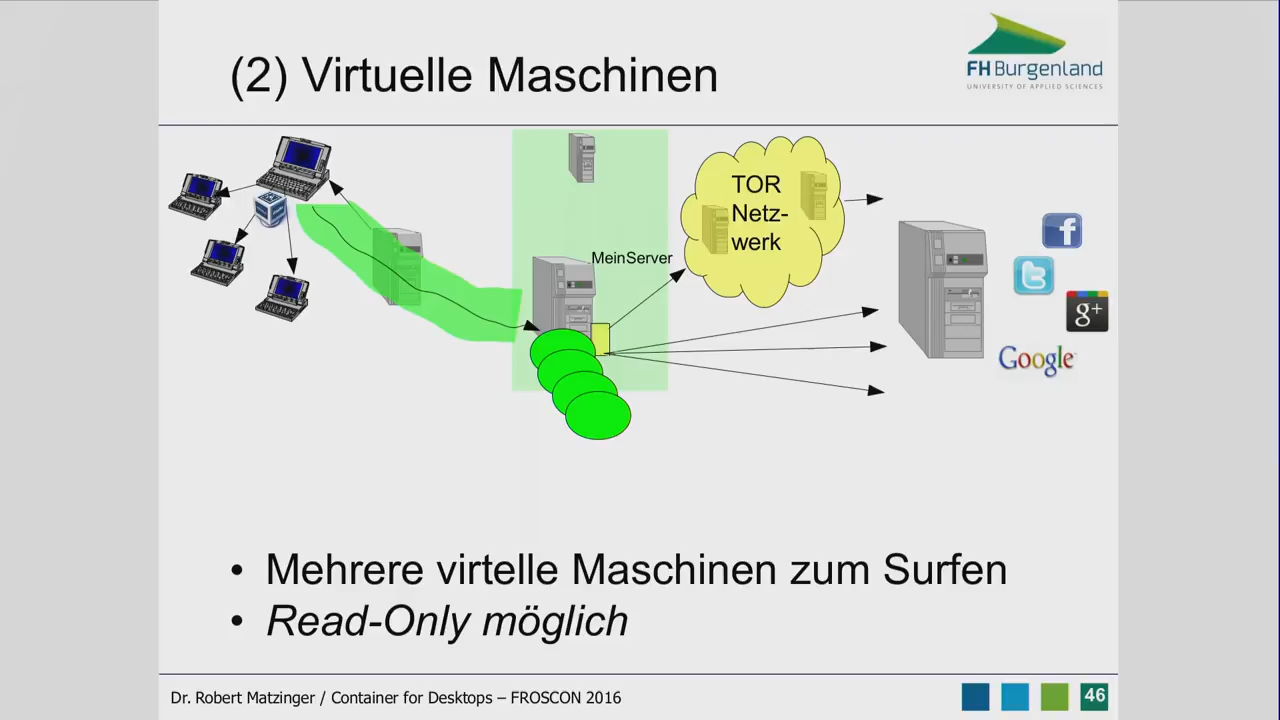 (2) Virtuelle Maschinen
FH Burgenland
UNIVERSITY OF APPLIED SCIENCES
TOR
Netz-
werk
MeinServer
f
t
g+
Google
• Mehrere virtelle Maschinen zum Surfen
• Read-Only möglich
Dr. Robert Matzinger / Container for Desktops – FROSCON 2016
46